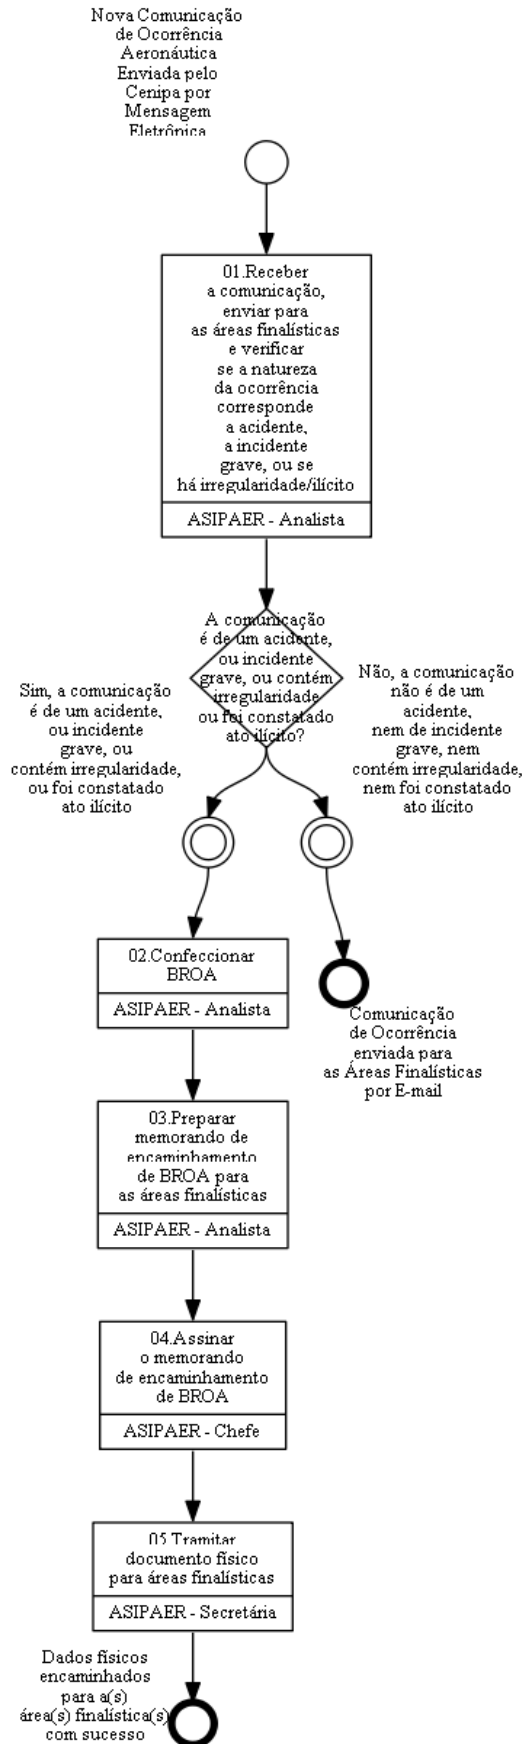 Nova Comunicação
de Ocorrência
Aeronáutica
Enviada pelo
Cenipa por
Mensagem
Eletrônica
01.Receber
a comunicação,
enviar para
as áreas finalísticas
e verificar
se a natureza
da ocorrência
corresponde
a acidente,
a incidente
grave, ou se
há irregularidade/ilícito
ASIPAER - Analista
A comunicação
é de um acidente,
ou incidente
grave, ou contém
irregularidade
ou foi constatado
ato ilícito?
Sim, a comunicação
é de um acidente,
ou incidente
grave, ou
contém irregularidade,
ou foi constatado
ato ilícito
Não, a comunicação
não é de um
acidente,
nem de incidente
grave, nem
contém irregularidade,
nem foi constatado
ato ilícito
02.Confeccionar
BROA
ASIPAER - Analista
Comunicação
de Ocorrência
enviada para
as Áreas Finalísticas
por E-mail
03.Preparar
memorando de
encaminhamento
de BROA para
as áreas finalísticas
ASIPAER - Analista
04.Assinar
o memorando
de encaminhamento
de BROA
ASIPAER - Chefe
05.Tramitar
documento físico
para áreas finalísticas
ASIPAER - Secretária
Dados físicos
encaminhados
para a(s)
área(s) finalística(s)
com sucesso